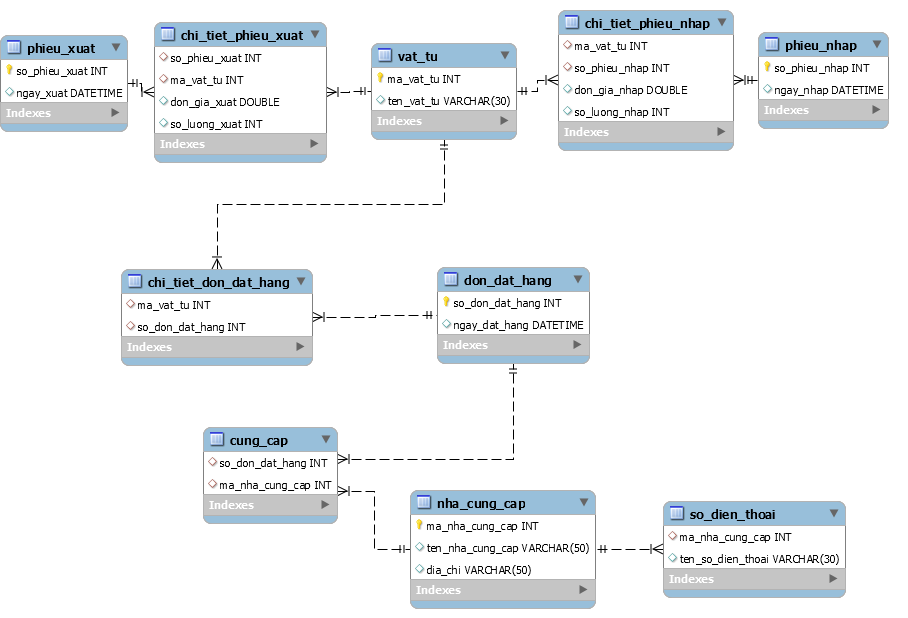 phieu_xuat
so_phieu_xuat INT
ngay_xuat DATETIME
Indexes
chi_tiet_phieu_xuat
so_phieu_xuat INT
ma_vat_tu INT
don_gia_xuat DOUBLE
so_luong_xuat INT
Indexes
vat_tu
ma_vat_tu INT
ten_vat_tu VARCHAR(30)
Indexes
chi_tiet_phieu_nhap
ma_vat_tu INT
so_phieu_nhap INT
don_gia_nhap DOUBLE
so_luong_nhap INT
Indexes
phieu_nhap
so_phieu_nhap INT
ngay_nhap DATETIME
Indexes
chi_tiet_don_dat_hang
ma_vat_tu INT
so_don_dat_hang INT
Indexes
don_dat_hang
so_don_dat_hang INT
ngay_dat_hang DATETIME
Indexes
cung_cap
so_don_dat_hang INT
ma_nha_cung_cap INT
Indexes
nha_cung_cap
ma_nha_cung_cap INT
ten_nha_cung_cap VARCHAR(50)
dia_chi VARCHAR(50)
Indexes
so_dien_thoai
ma_nha_cung_cap INT
ten_so_dien_thoai VARCHAR(30)
Indexes